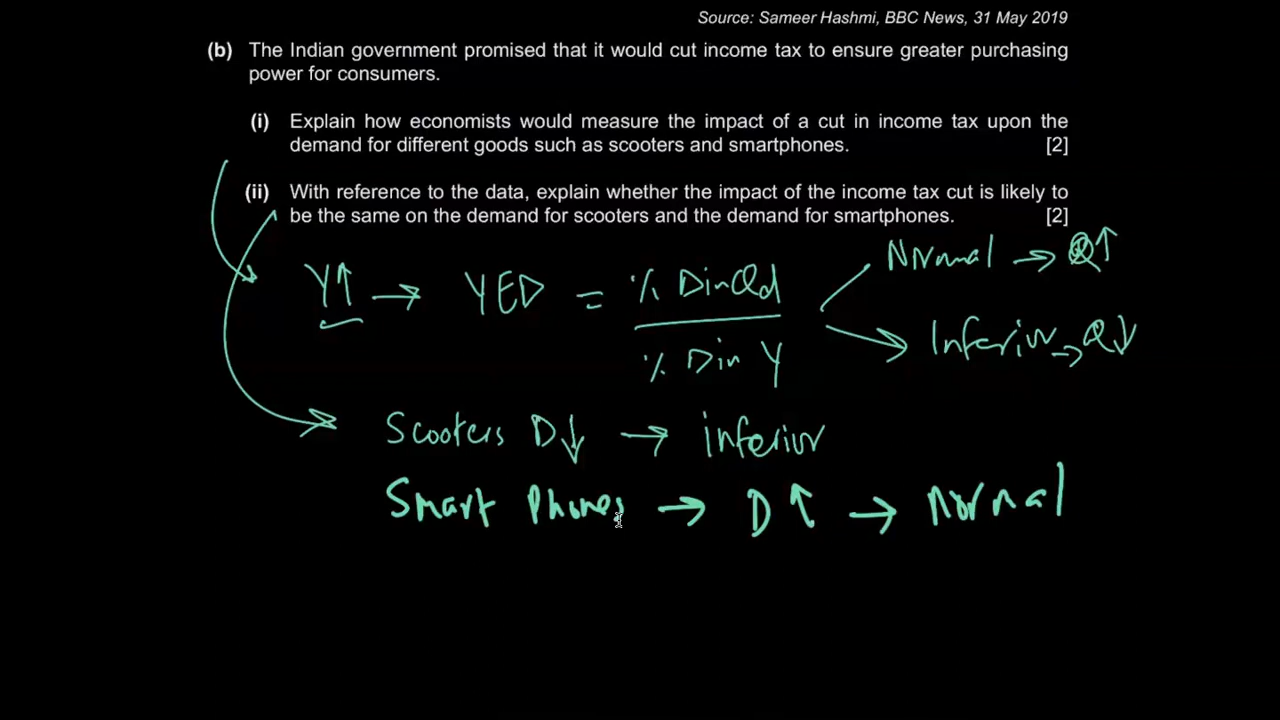 Source: Sameer Hashmi, BBC News, 31 May 2019
(b) The Indian government promised that it would cut income tax to ensure greater purchasing
power for consumers.
(i) Explain how economists would measure the impact of a cut in income tax upon the
demand for different goods such as scooters and smartphones. [2]
(ii) With reference to the data, explain whether the impact of the income tax cut is likely to
be the same on the demand for scooters and the demand for smartphones. [2]
Y↑ → YED = % D in Qd / % D in Y
Normal → Q↑
Inferior → Q↓
Scooters D↓ → inferior
Smart Phones → D↑ → Normal